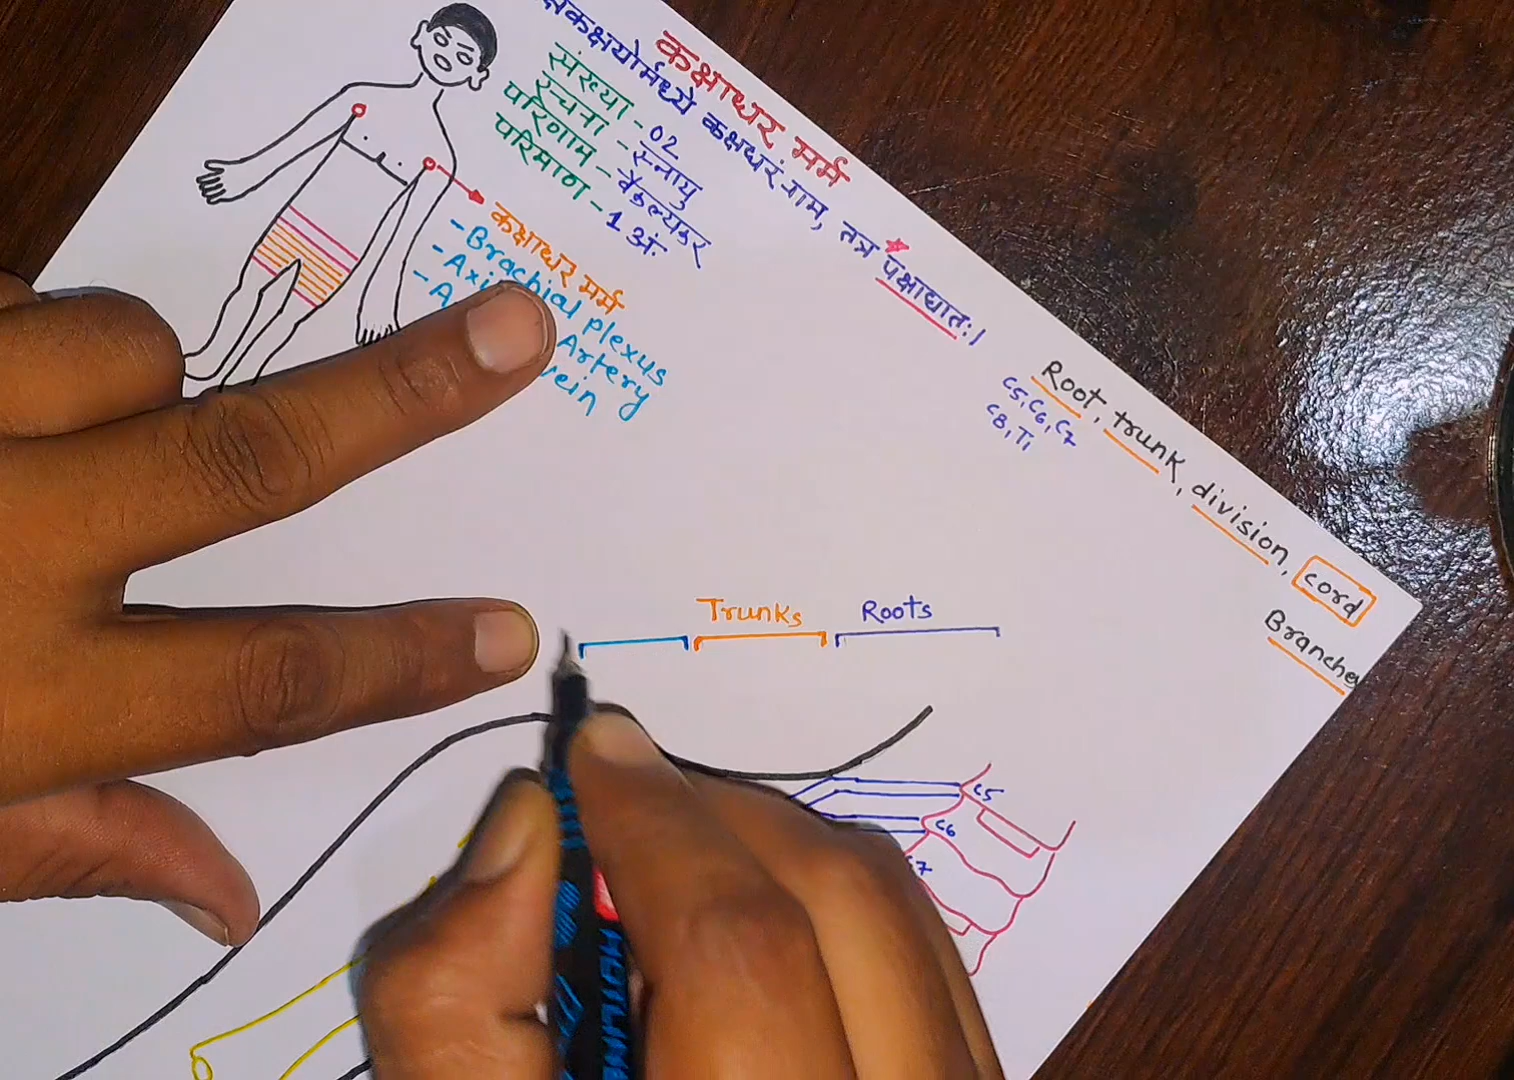 कक्षाधर मर्म
कक्षयोर्मध्ये कक्षधरं नाम, तत्र पक्षाघातः।
संख्या - 02
रचना - स्नायु
परिणाम - वैकल्यकर
परिमाण - 1 अं.
कक्षाधर मर्म
- Brachial plexus
Artery
vein
Root, trunk, division, cord
C5, C6, C7
C8, T1
Branches
Trunks
Roots
C5
C6